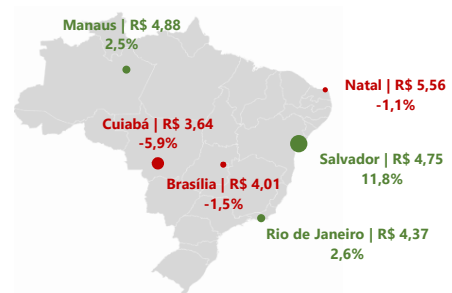 Manaus | R$ 4,88
2,5%
Natal | R$ 5,56
-1,1%
Cuiabá | R$ 3,64
-5,9%
Salvador | R$ 4,75
11,8%
Brasília | R$ 4,01
-1,5%
Rio de Janeiro | R$ 4,37
2,6%